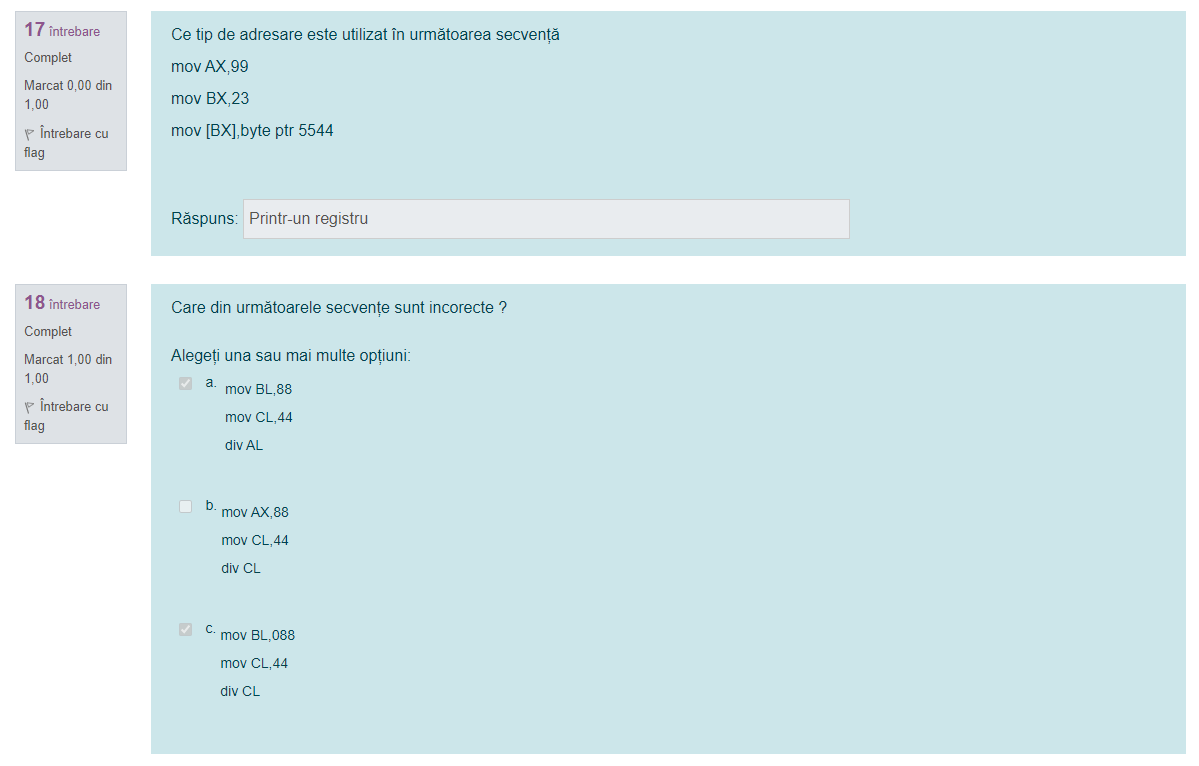 17 întrebare
Complet
Marcat 0,00 din
1,00
Întrebare cu
flag
Ce tip de adresare este utilizat în următoarea secvență
mov AX,99
mov BX,23
mov [BX],byte ptr 5544
Răspuns: Printr-un registru
18 întrebare
Complet
Marcat 1,00 din
1,00
Întrebare cu
flag
Care din următoarele secvențe sunt incorecte ?
Alegeți una sau mai multe opțiuni:
a. mov BL,88
mov CL,44
div AL
b. mov AX,88
mov CL,44
div CL
c. mov BL,088
mov CL,44
div CL